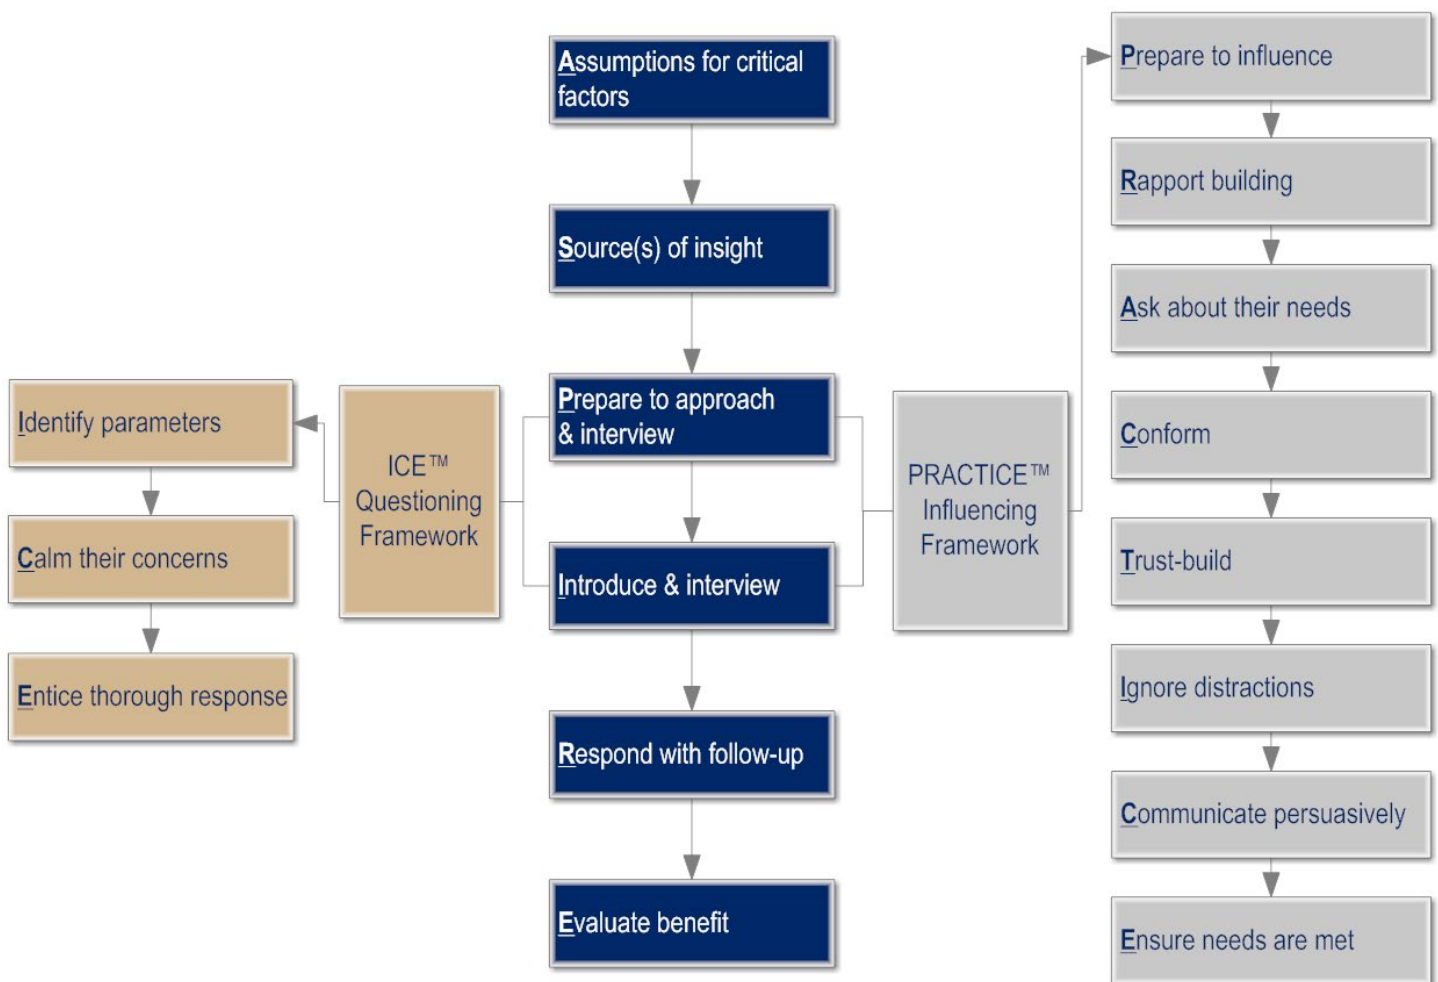 Assumptions for critical
factors
Source(s) of insight
Prepare to approach
& interview
Introduce & interview
Respond with follow-up
Evaluate benefit
ICE™
Questioning
Framework
Identify parameters
Calm their concerns
Entice thorough response
PRACTICE™
Influencing
Framework
Prepare to influence
Rapport building
Ask about their needs
Conform
Trust-build
Ignore distractions
Communicate persuasively
Ensure needs are met